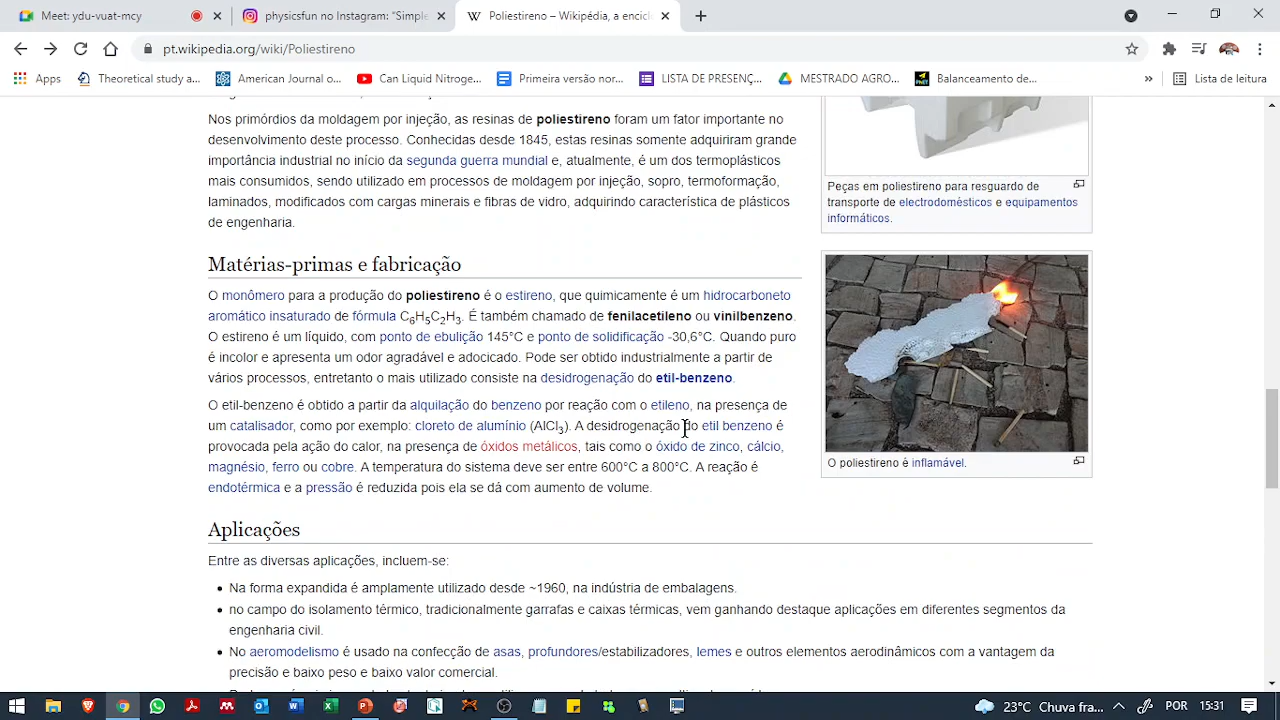 Meet: ydu-vuat-mcy
physicsfun no Instagram: "Simple
Poliestireno – Wikipédia, a encicl
pt.wikipedia.org/wiki/Poliestireno
Apps
Theoretical study a...
American Journal o...
Can Liquid Nitroge...
Primeira versão nor...
LISTA DE PRESENÇ...
MESTRADO AGRO...
Balanceamento de...
»
Lista de leitura
Nos primórdios da moldagem por injeção, as resinas de poliestireno foram um fator importante no
desenvolvimento deste processo. Conhecidas desde 1845, estas resinas somente adquiriram grande
importância industrial no início da segunda guerra mundial e, atualmente, é um dos termoplásticos
mais consumidos, sendo utilizado em processos de moldagem por injeção, sopro, termoformação,
laminados, modificados com cargas minerais e fibras de vidro, adquirindo característica de plásticos
de engenharia.
Peças em poliestireno para resguardo de
transporte de electrodomésticos e equipamentos
informáticos.
Matérias-primas e fabricação
O monômero para a produção do poliestireno é o estireno, que quimicamente é um hidrocarboneto
aromático insaturado de fórmula C₆H₅C₂H₃. É também chamado de fenilacetileno ou vinilbenzeno.
O estireno é um líquido, com ponto de ebulição 145°C e ponto de solidificação -30,6°C. Quando puro
é incolor e apresenta um odor agradável e adocicado. Pode ser obtido industrialmente a partir de
vários processos, entretanto o mais utilizado consiste na desidrogenação do etil-benzeno.
O etil-benzeno é obtido a partir da alquilação do benzeno por reação com o etileno, na presença de
um catalisador, como por exemplo: cloreto de alumínio (AlCl₃). A desidrogenação do etil benzeno é
provocada pela ação do calor, na presença de óxidos metálicos, tais como o óxido de zinco, cálcio,
magnésio, ferro ou cobre. A temperatura do sistema deve ser entre 600°C a 800°C. A reação é
endotérmica e a pressão é reduzida pois ela se dá com aumento de volume.
O poliestireno é inflamável.
Aplicações
Entre as diversas aplicações, incluem-se:
• Na forma expandida é amplamente utilizado desde ~1960, na indústria de embalagens.
• no campo do isolamento térmico, tradicionalmente garrafas e caixas térmicas, vem ganhando destaque aplicações em diferentes segmentos da
engenharia civil.
• No aeromodelismo é usado na confecção de asas, profundores/estabilizadores, lemes e outros elementos aerodinâmicos com a vantagem da
precisão e baixo peso e baixo valor comercial.
23°C Chuva fra...
POR
15:31